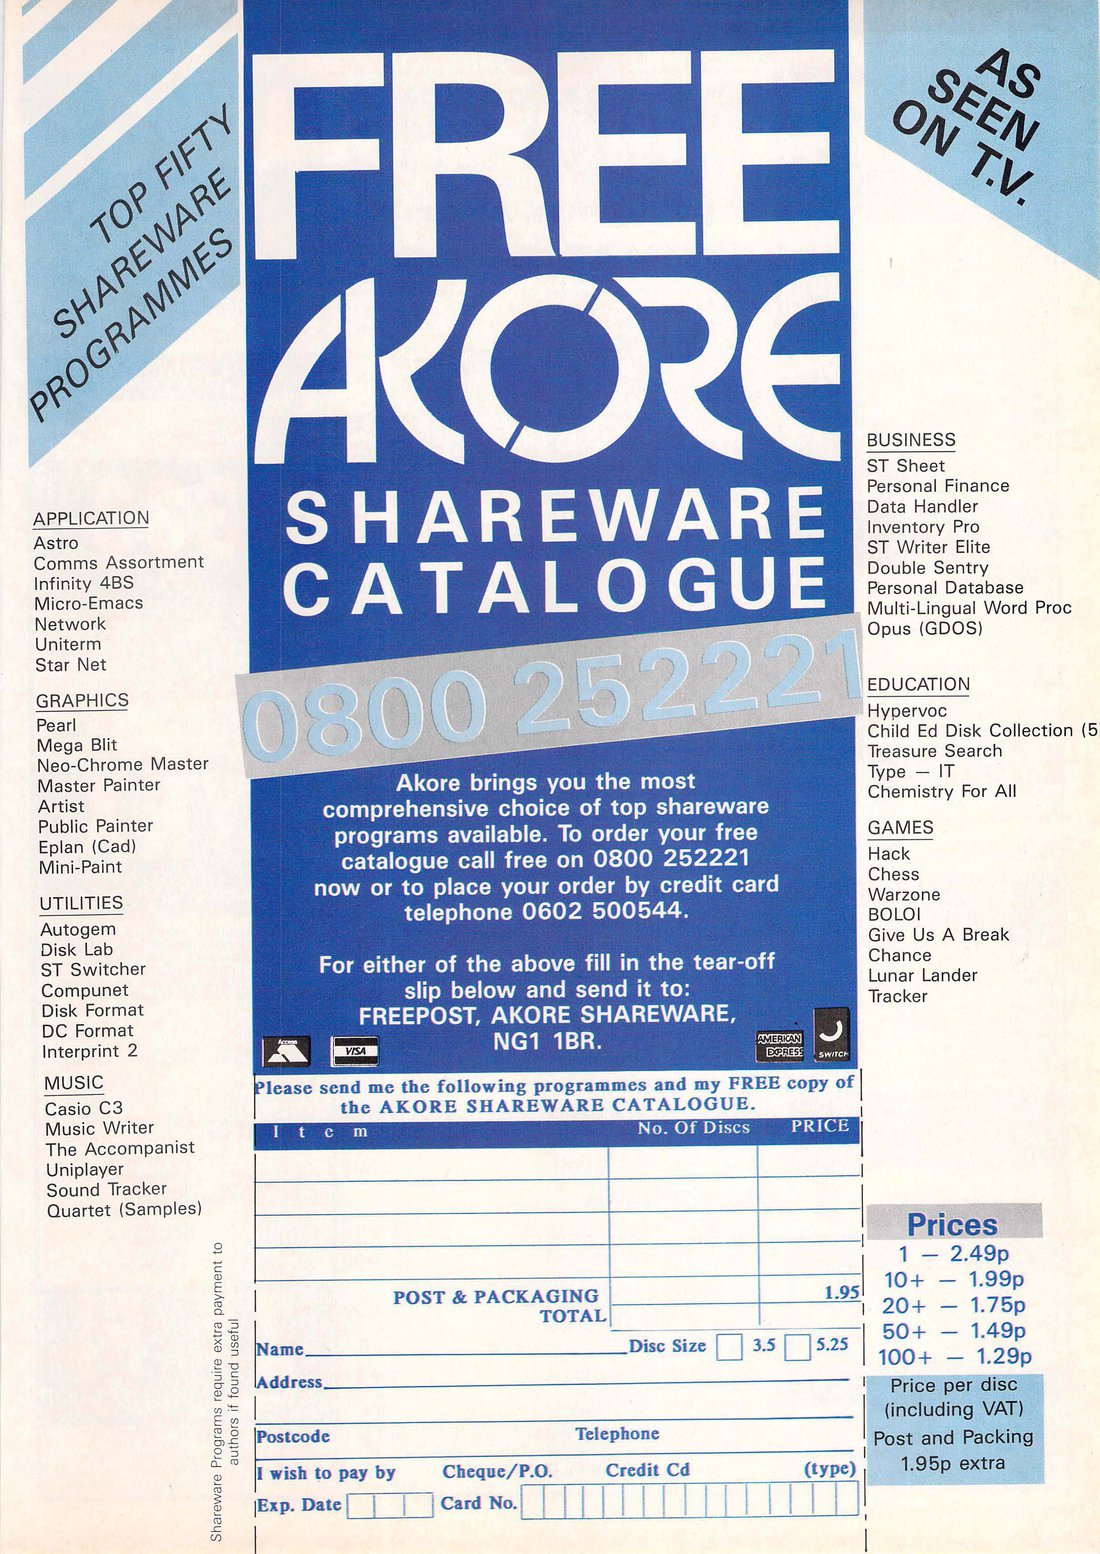 TOP FIFTY
SHAREWARE
PROGRAMMES
FREE
AKORE
SHAREWARE
CATALOGUE
0800 252221
AS
SEEN
ON T.V.
APPLICATION
Astro
Comms Assortment
Infinity 4BS
Micro-Emacs
Network
Uniterm
Star Net
GRAPHICS
Pearl
Mega Blit
Neo-Chrome Master
Master Painter
Artist
Public Painter
Eplan (Cad)
Mini-Paint
UTILITIES
Autogem
Disk Lab
ST Switcher
Compunet
Disk Format
DC Format
Interprint 2
MUSIC
Casio C3
Music Writer
The Accompanist
Uniplayer
Sound Tracker
Quartet (Samples)
Shareware Programs require extra payment to
authors if found useful
Akore brings you the most
comprehensive choice of top shareware
programs available. To order your free
catalogue call free on 0800 252221
now or to place your order by credit card
telephone 0602 500544.
For either of the above fill in the tear-off
slip below and send it to:
FREEPOST, AKORE SHAREWARE,
NG1 1BR.
Access
VISA
AMERICAN
EXPRESS
SWITCH
Please send me the following programmes and my FREE copy of
the AKORE SHAREWARE CATALOGUE.
Item No. Of Discs PRICE
POST & PACKAGING 1.95
TOTAL
Name Disc Size 3.5 5.25
Address
Postcode Telephone
I wish to pay by Cheque/P.O. Credit Cd (type)
Exp. Date Card No.
BUSINESS
ST Sheet
Personal Finance
Data Handler
Inventory Pro
ST Writer Elite
Double Sentry
Personal Database
Multi-Lingual Word Proc
Opus (GDOS)
EDUCATION
Hypervoc
Child Ed Disk Collection (5
Treasure Search
Type — IT
Chemistry For All
GAMES
Hack
Chess
Warzone
BOLOI
Give Us A Break
Chance
Lunar Lander
Tracker
Prices
1 — 2.49p
10+ — 1.99p
20+ — 1.75p
50+ — 1.49p
100+ — 1.29p
Price per disc
(including VAT)
Post and Packing
1.95p extra